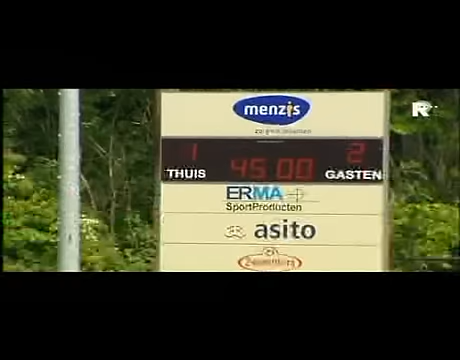 menzis
1 45:00 2
THUIS GASTEN
ERMA
SportProducten
asito
R